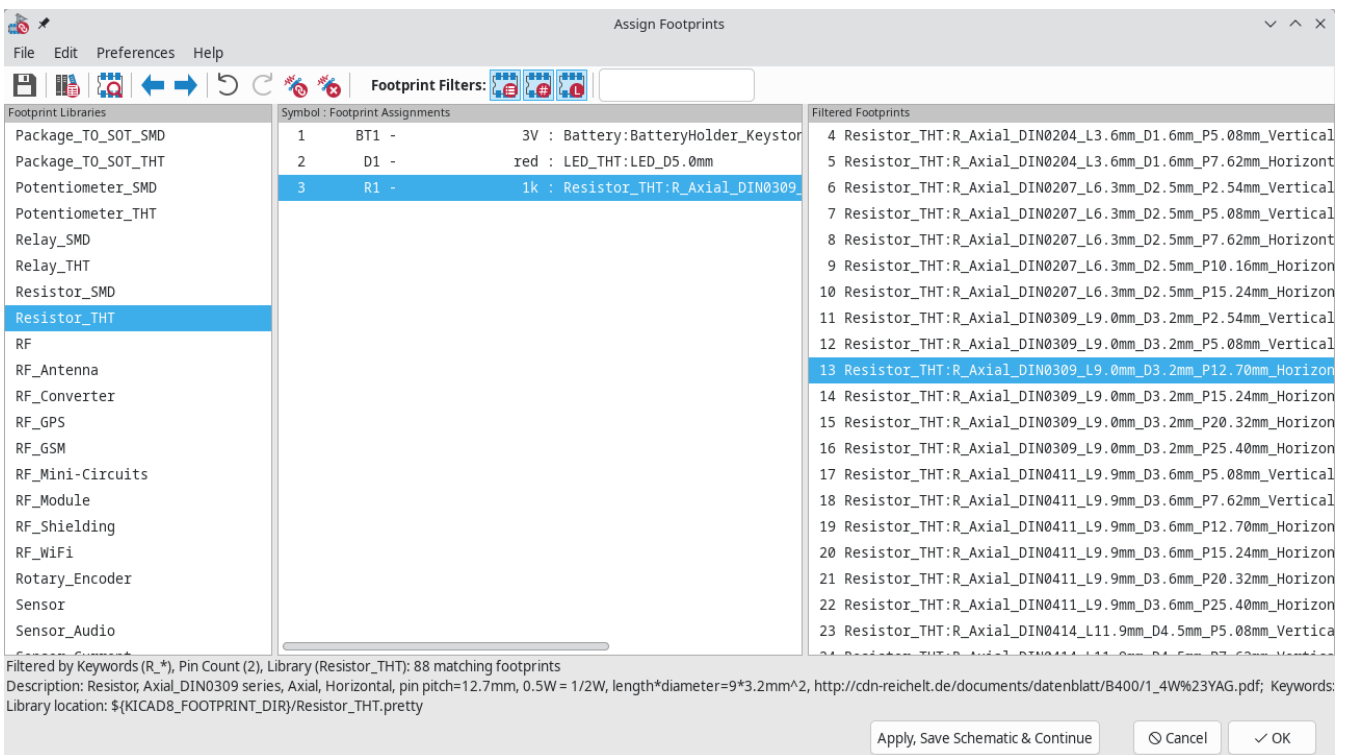 Assign Footprints
File Edit Preferences Help
Footprint Filters:
Footprint Libraries
Package_TO_SOT_SMD
Package_TO_SOT_THT
Potentiometer_SMD
Potentiometer_THT
Relay_SMD
Relay_THT
Resistor_SMD
Resistor_THT
RF
RF_Antenna
RF_Converter
RF_GPS
RF_GSM
RF_Mini-Circuits
RF_Module
RF_Shielding
RF_WiFi
Rotary_Encoder
Sensor
Sensor_Audio
Symbol : Footprint Assignments
1 BT1 - 3V : Battery:BatteryHolder_Keyston
2 D1 - red : LED_THT:LED_D5.0mm
3 R1 - 1k : Resistor_THT:R_Axial_DIN0309_
Filtered Footprints
4 Resistor_THT:R_Axial_DIN0204_L3.6mm_D1.6mm_P5.08mm_Vertical
5 Resistor_THT:R_Axial_DIN0204_L3.6mm_D1.6mm_P7.62mm_Horizont
6 Resistor_THT:R_Axial_DIN0207_L6.3mm_D2.5mm_P2.54mm_Vertical
7 Resistor_THT:R_Axial_DIN0207_L6.3mm_D2.5mm_P5.08mm_Vertical
8 Resistor_THT:R_Axial_DIN0207_L6.3mm_D2.5mm_P7.62mm_Horizont
9 Resistor_THT:R_Axial_DIN0207_L6.3mm_D2.5mm_P10.16mm_Horizon
10 Resistor_THT:R_Axial_DIN0207_L6.3mm_D2.5mm_P15.24mm_Horizon
11 Resistor_THT:R_Axial_DIN0309_L9.0mm_D3.2mm_P2.54mm_Vertical
12 Resistor_THT:R_Axial_DIN0309_L9.0mm_D3.2mm_P5.08mm_Vertical
13 Resistor_THT:R_Axial_DIN0309_L9.0mm_D3.2mm_P12.70mm_Horizon
14 Resistor_THT:R_Axial_DIN0309_L9.0mm_D3.2mm_P15.24mm_Horizon
15 Resistor_THT:R_Axial_DIN0309_L9.0mm_D3.2mm_P20.32mm_Horizon
16 Resistor_THT:R_Axial_DIN0309_L9.0mm_D3.2mm_P25.40mm_Horizon
17 Resistor_THT:R_Axial_DIN0411_L9.9mm_D3.6mm_P5.08mm_Vertical
18 Resistor_THT:R_Axial_DIN0411_L9.9mm_D3.6mm_P7.62mm_Vertical
19 Resistor_THT:R_Axial_DIN0411_L9.9mm_D3.6mm_P12.70mm_Horizon
20 Resistor_THT:R_Axial_DIN0411_L9.9mm_D3.6mm_P15.24mm_Horizon
21 Resistor_THT:R_Axial_DIN0411_L9.9mm_D3.6mm_P20.32mm_Horizon
22 Resistor_THT:R_Axial_DIN0411_L9.9mm_D3.6mm_P25.40mm_Horizon
23 Resistor_THT:R_Axial_DIN0414_L11.9mm_D4.5mm_P5.08mm_Vertica
Filtered by Keywords (R_*), Pin Count (2), Library (Resistor_THT): 88 matching footprints
Description: Resistor, Axial_DIN0309 series, Axial, Horizontal, pin pitch=12.7mm, 0.5W = 1/2W, length*diameter=9*3.2mm^2, http://cdn-reichelt.de/documents/datenblatt/B400/1_4W%23YAG.pdf; Keywords:
Library location: ${KICAD8_FOOTPRINT_DIR}/Resistor_THT.pretty
Apply, Save Schematic & Continue
Cancel
OK